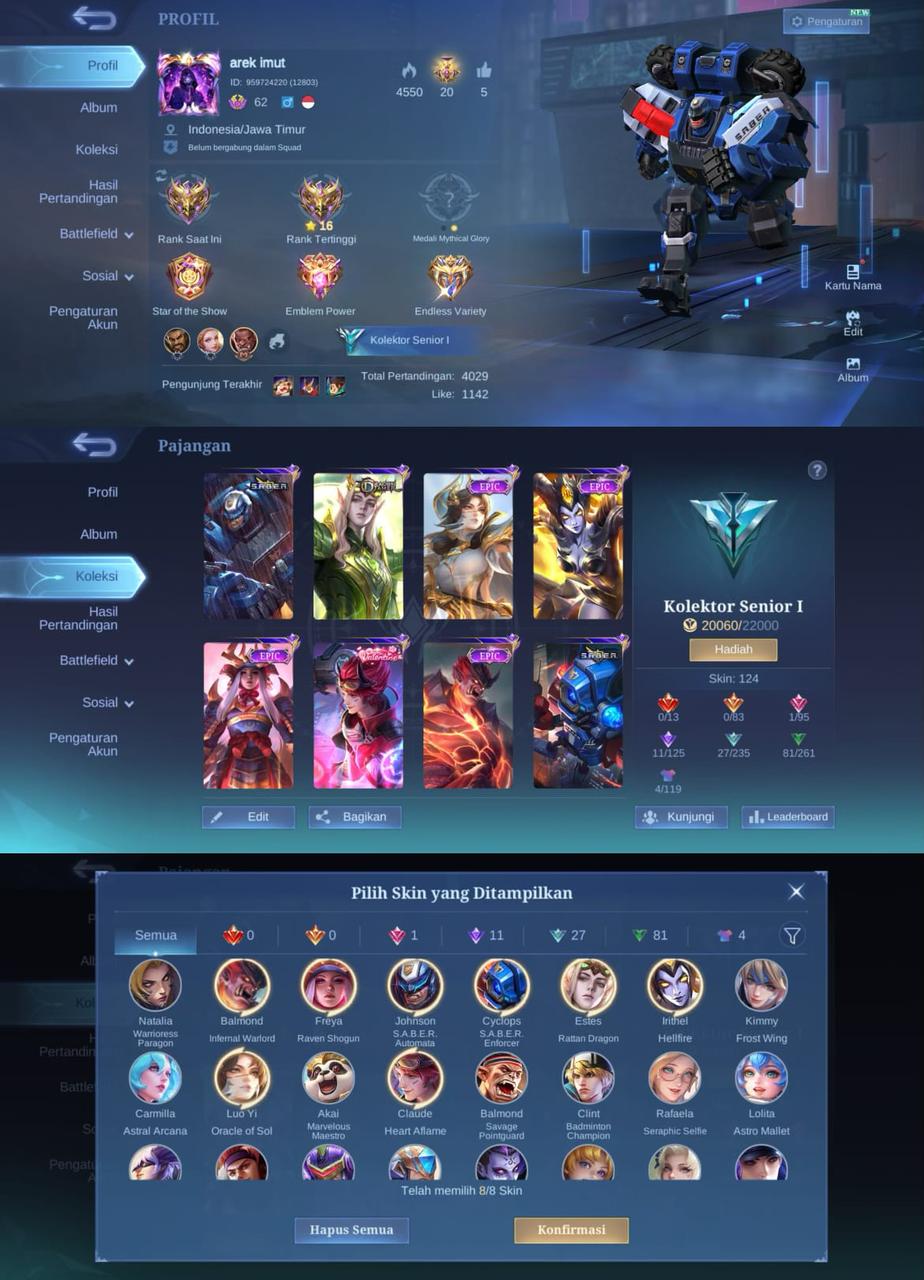 PROFIL
NEW
Pengaturan
Profil
Album
Koleksi
Hasil
Pertandingan
Battlefield
Sosial
Pengaturan
Akun
arek imut
ID: 959724220 (12803)
62
4550
20
5
Indonesia/Jawa Timur
Belum bergabung dalam Squad
Rank Saat Ini
16
Rank Tertinggi
Medali Mythical Glory
Star of the Show
Emblem Power
Endless Variety
Kolektor Senior I
Pengunjung Terakhir
Total Pertandingan: 4029
Like: 1142
S.A.B.E.R
Kartu Nama
Edit
Album
Pajangan
Profil
Album
Koleksi
Hasil
Pertandingan
Battlefield
Sosial
Pengaturan
Akun
S.A.B.E.R
EPIC
EPIC
EPIC
Valentine
EPIC
S.A.B.E.R
?
Kolektor Senior I
20060/22000
Hadiah
Skin: 124
0/13
0/83
1/95
11/125
27/235
81/261
4/119
Edit
Bagikan
Kunjungi
Leaderboard
Pajangan
Pilih Skin yang Ditampilkan
Semua
0
0
1
11
27
81
4
Natalia
Balmond
Freya
Johnson
Cyclops
Estes
Irithel
Kimmy
Warrioress
Paragon
Infernal Warlord
Raven Shogun
S.A.B.E.R.
Automata
S.A.B.E.R.
Enforcer
Rattan Dragon
Hellfire
Frost Wing
Carmilla
Luo Yi
Akai
Claude
Balmond
Clint
Rafaela
Lolita
Astral Arcana
Oracle of Sol
Marvelous
Maestro
Heart Aflame
Savage
Pointguard
Badminton
Champion
Seraphic Selfie
Astro Mallet
Telah memilih 8/8 Skin
Hapus Semua
Konfirmasi